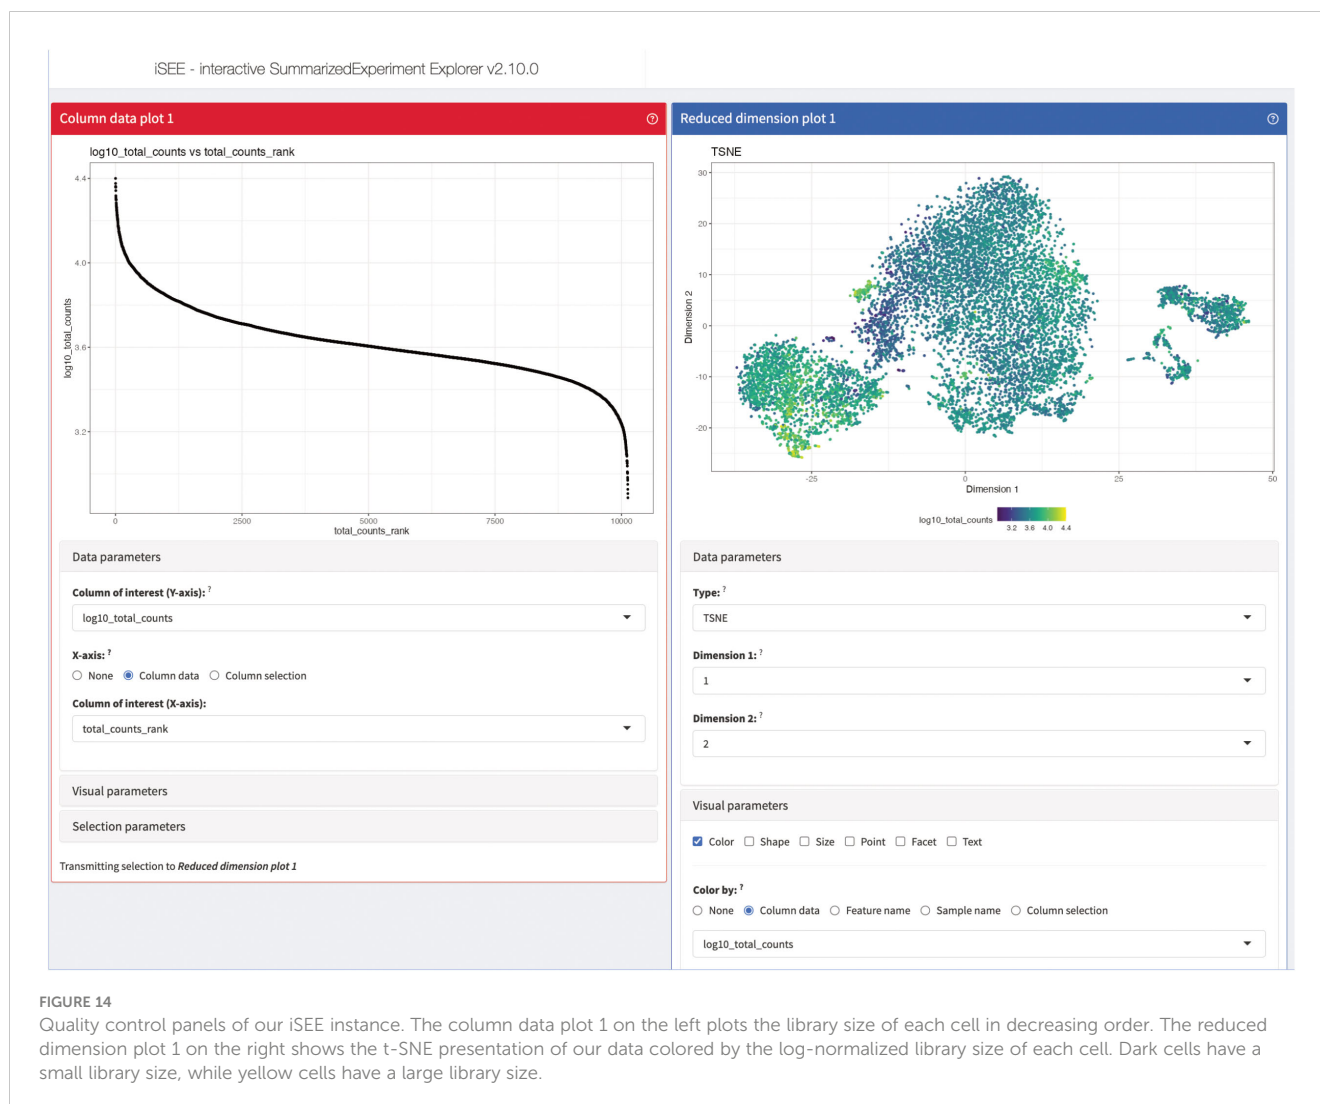 iSEE - interactive SummarizedExperiment Explorer v2.10.0
Column data plot 1
?
log10_total_counts vs total_counts_rank
4.4
4.0
3.6
3.2
log10_total_counts
0
2500
5000
7500
10000
total_counts_rank
Data parameters
Column of interest (Y-axis): ?
log10_total_counts
X-axis: ?
None Column data Column selection
Column of interest (X-axis):
total_counts_rank
Visual parameters
Selection parameters
Transmitting selection to Reduced dimension plot 1
Reduced dimension plot 1
?
TSNE
30
20
10
0
-10
-20
Dimension 2
-25
0
25
50
Dimension 1
log10_total_counts
3.2 3.6 4.0 4.4
Data parameters
Type: ?
TSNE
Dimension 1: ?
1
Dimension 2: ?
2
Visual parameters
Color Shape Size Point Facet Text
Color by: ?
None Column data Feature name Sample name Column selection
log10_total_counts
FIGURE 14
Quality control panels of our iSEE instance. The column data plot 1 on the left plots the library size of each cell in decreasing order. The reduced
dimension plot 1 on the right shows the t-SNE presentation of our data colored by the log-normalized library size of each cell. Dark cells have a
small library size, while yellow cells have a large library size.